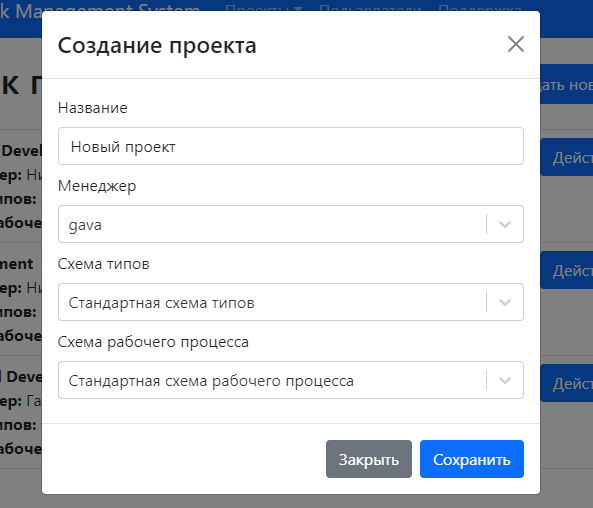 k Management System Проекты Пользователи Поддержка
Создание проекта
Название
Новый проект
Менеджер
gava
Схема типов
Стандартная схема типов
Схема рабочего процесса
Стандартная схема рабочего процесса
Закрыть Сохранить